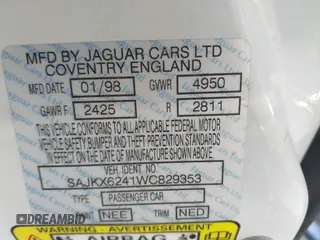 MFD BY JAGUAR CARS LTD
COVENTRY ENGLAND
MFD DATE 01/98 GVWR 4950
GAWR F 2425 R 2811
THIS VEHICLE CONFORMS TO ALL APPLICABLE FEDERAL MOTOR
VEHICLE SAFETY BUMPER AND THEFT PREVENTION STANDARDS
IN EFFECT ON THE DATE OF MANUFACTURE SHOWN ABOVE
VEH. IDENT NO
SAJKX6241WC829353
TYPE PASSENGER CAR
PAINT NEE TRIM NED
AIRBAG
DREAMBID